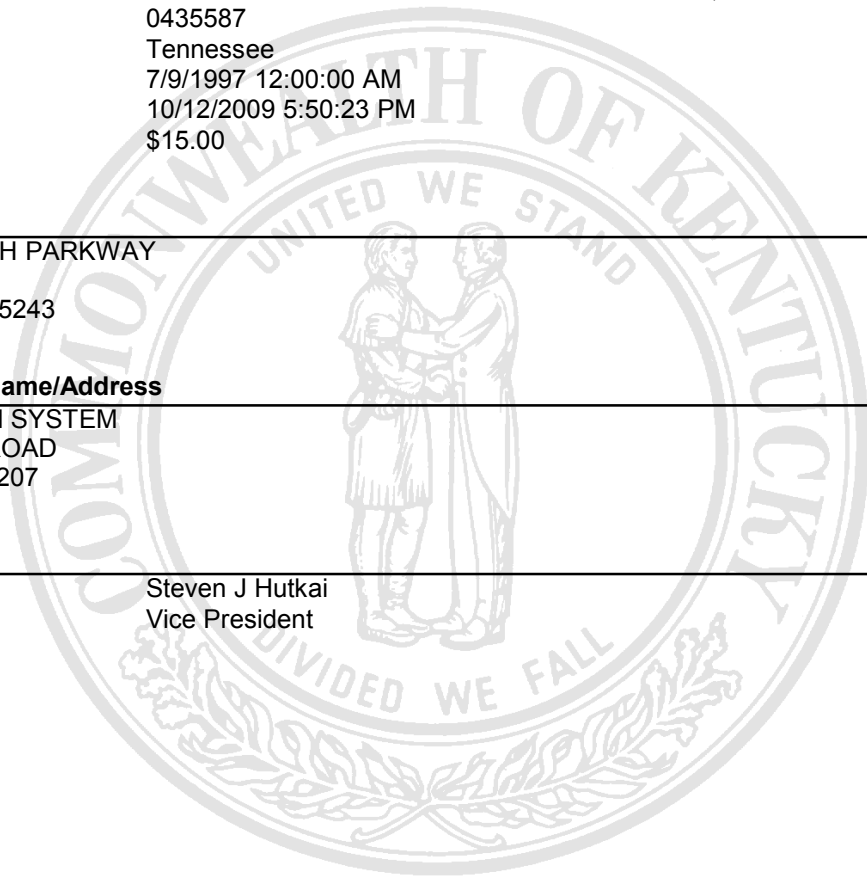 0435587
Tennessee
7/9/1997 12:00:00 AM
10/12/2009 5:50:23 PM
$15.00
COMMONWEALTH OF KENTUCKY
UNITED WE STAND
H PARKWAY
5243
ame/Address
SYSTEM
OAD
207
Steven J Hutkai
Vice President
DIVIDED WE FALL